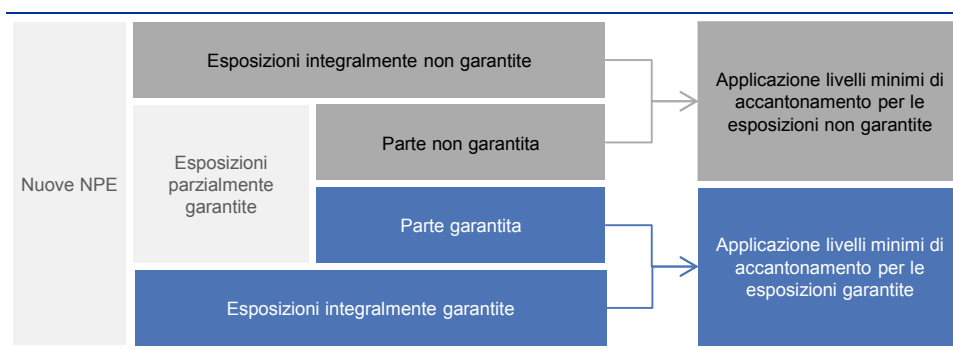 Nuove NPE
Esposizioni integralmente non garantite
Esposizioni
parzialmente
garantite
Parte non garantita
Parte garantita
Esposizioni integralmente garantite
Applicazione livelli minimi di
accantonamento per le
esposizioni non garantite
Applicazione livelli minimi di
accantonamento per le
esposizioni garantite